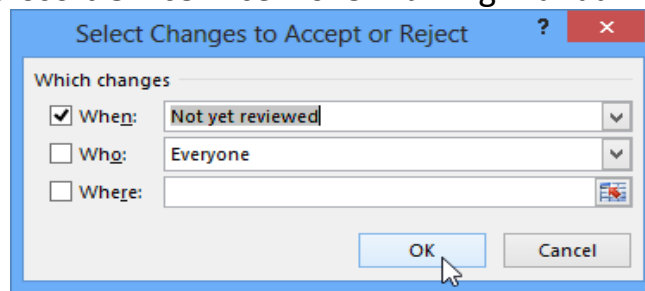 Select Changes to Accept or Reject ? ×
Which changes
When: Not yet reviewed
Who: Everyone
Where:
OK Cancel